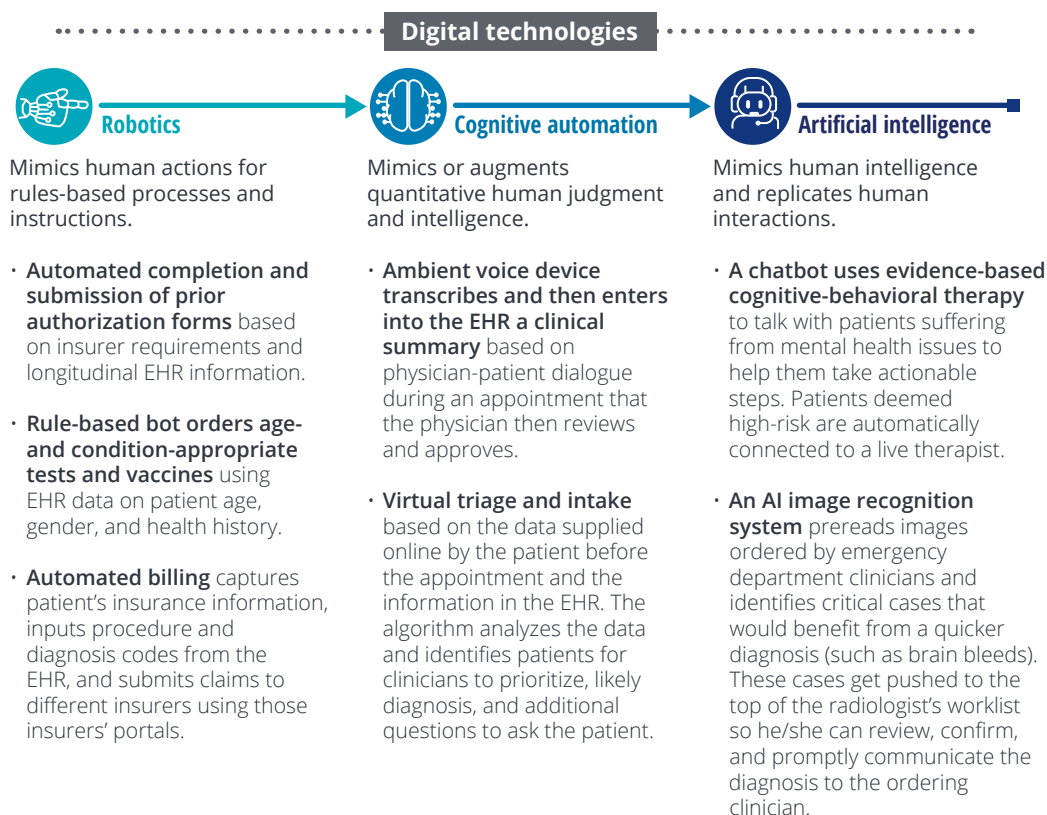 Digital technologies
Robotics
Mimics human actions for
rules-based processes and
instructions.
· Automated completion and
submission of prior
authorization forms based
on insurer requirements and
longitudinal EHR information.
· Rule-based bot orders age-
and condition-appropriate
tests and vaccines using
EHR data on patient age,
gender, and health history.
· Automated billing captures
patient’s insurance information,
inputs procedure and
diagnosis codes from the
EHR, and submits claims to
different insurers using those
insurers’ portals.
Cognitive automation
Mimics or augments
quantitative human judgment
and intelligence.
· Ambient voice device
transcribes and then enters
into the EHR a clinical
summary based on
physician-patient dialogue
during an appointment that
the physician then reviews
and approves.
· Virtual triage and intake
based on the data supplied
online by the patient before
the appointment and the
information in the EHR. The
algorithm analyzes the data
and identifies patients for
clinicians to prioritize, likely
diagnosis, and additional
questions to ask the patient.
Artificial intelligence
Mimics human intelligence
and replicates human
interactions.
· A chatbot uses evidence-based
cognitive-behavioral therapy
to talk with patients suffering
from mental health issues to
help them take actionable
steps. Patients deemed
high-risk are automatically
connected to a live therapist.
· An AI image recognition
system prereads images
ordered by emergency
department clinicians and
identifies critical cases that
would benefit from a quicker
diagnosis (such as brain bleeds).
These cases get pushed to the
top of the radiologist’s worklist
so he/she can review, confirm,
and promptly communicate the
diagnosis to the ordering
clinician.